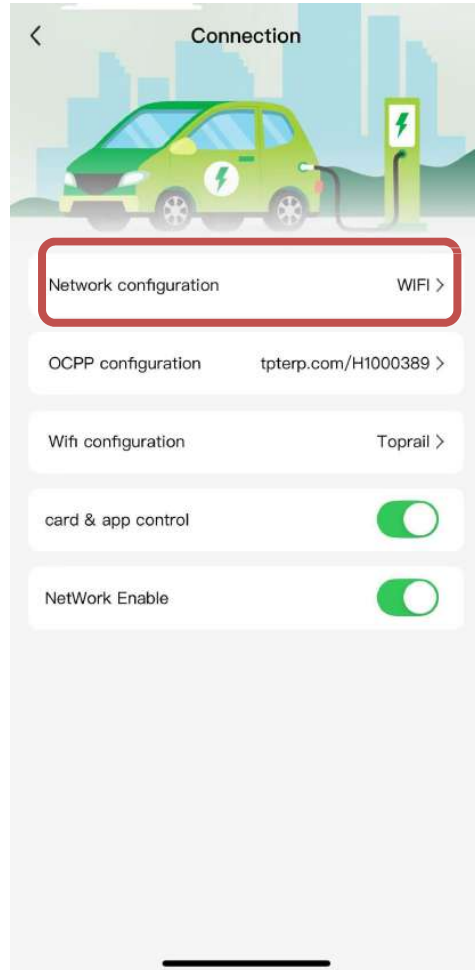 Connection
Network configuration WIFI >
OCPP configuration tpterp.com/H1000389 >
Wifi configuration Toprail >
card & app control
NetWork Enable